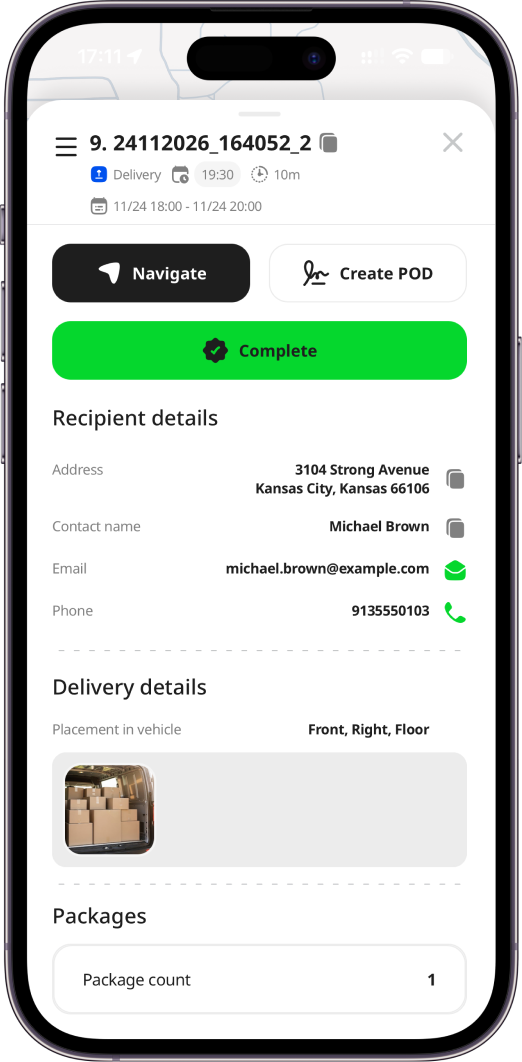 17:11
9. 24112026_164052_2
Delivery 19:30 10m
11/24 18:00 - 11/24 20:00
Navigate Create POD
Complete
Recipient details
Address 3104 Strong Avenue
Kansas City, Kansas 66106
Contact name Michael Brown
Email michael.brown@example.com
Phone 9135550103
Delivery details
Placement in vehicle Front, Right, Floor
Packages
Package count 1